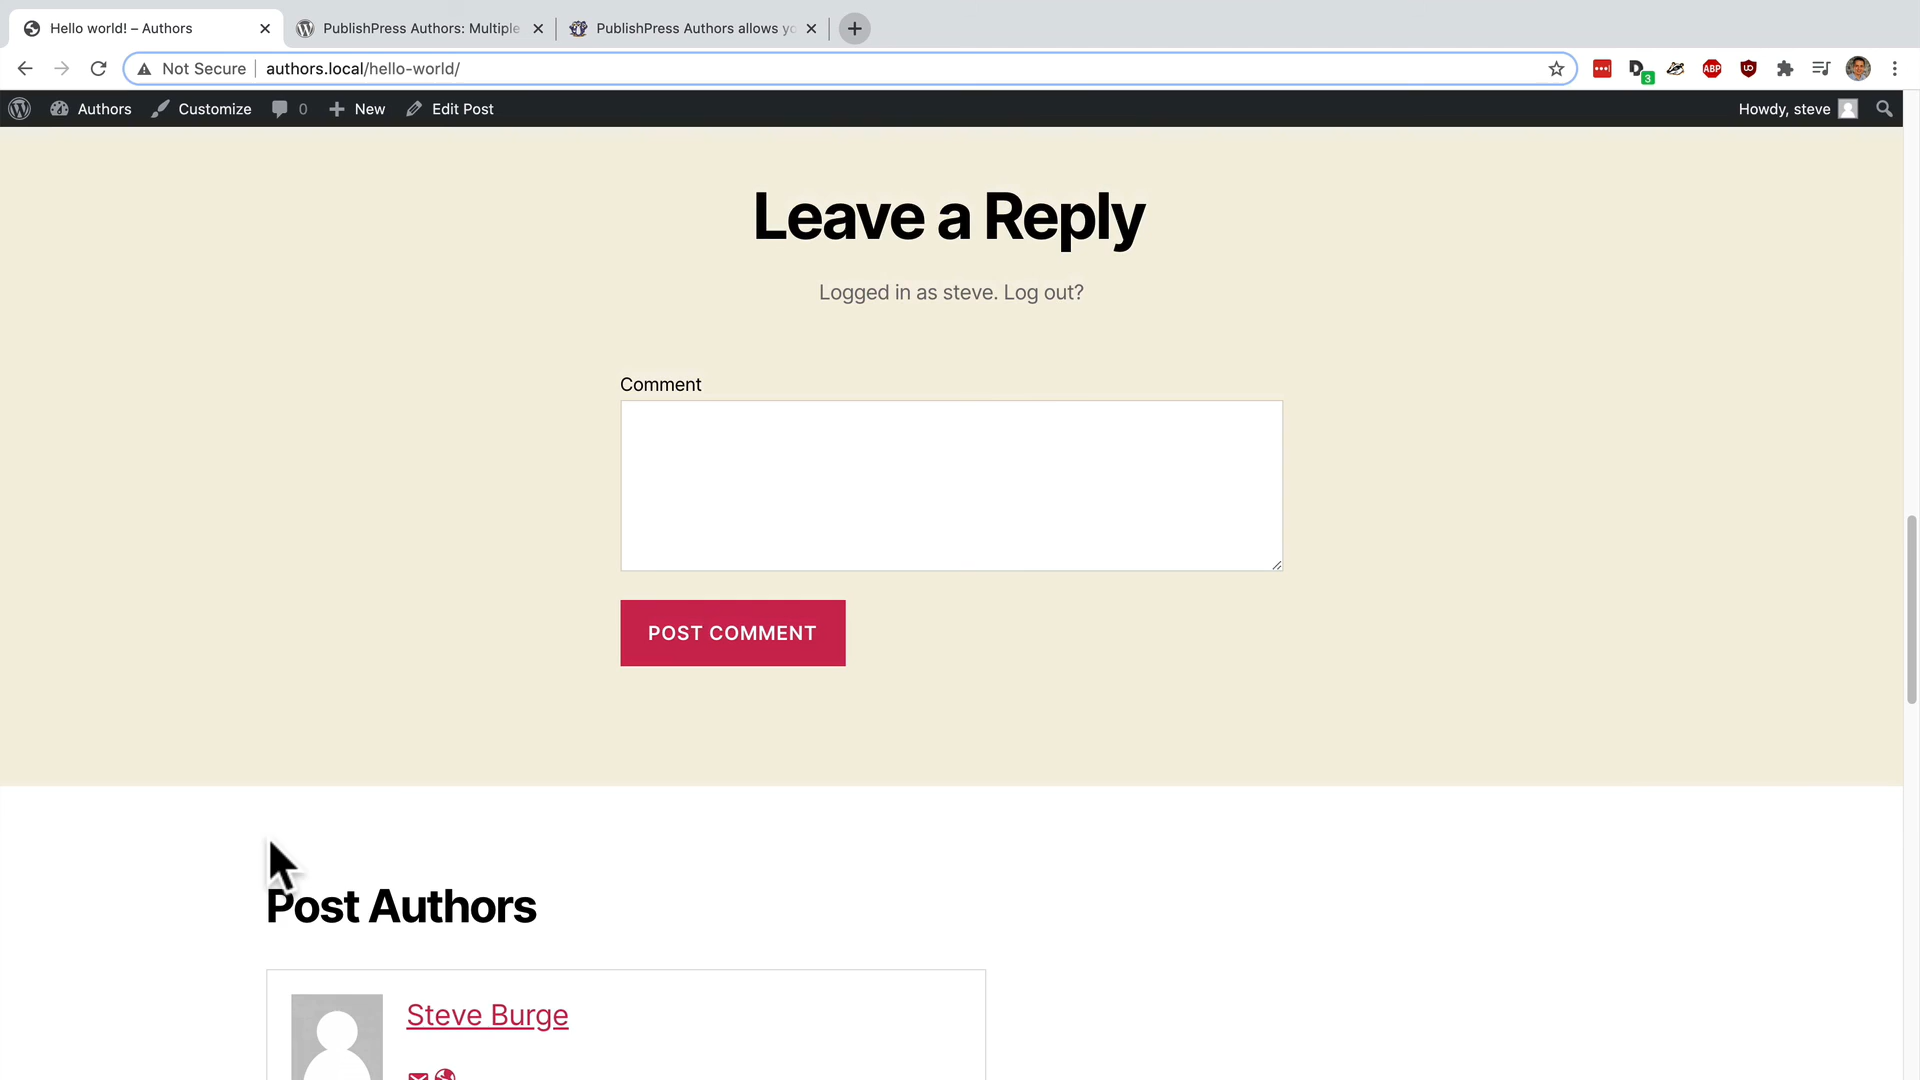 Hello world! – Authors
PublishPress Authors: Multiple
PublishPress Authors allows yo
Not Secure
authors.local/hello-world/
3
ABP
Authors
Customize
0
New
Edit Post
Howdy, steve
Leave a Reply
Logged in as steve. Log out?
Comment
POST COMMENT
Post Authors
Steve Burge